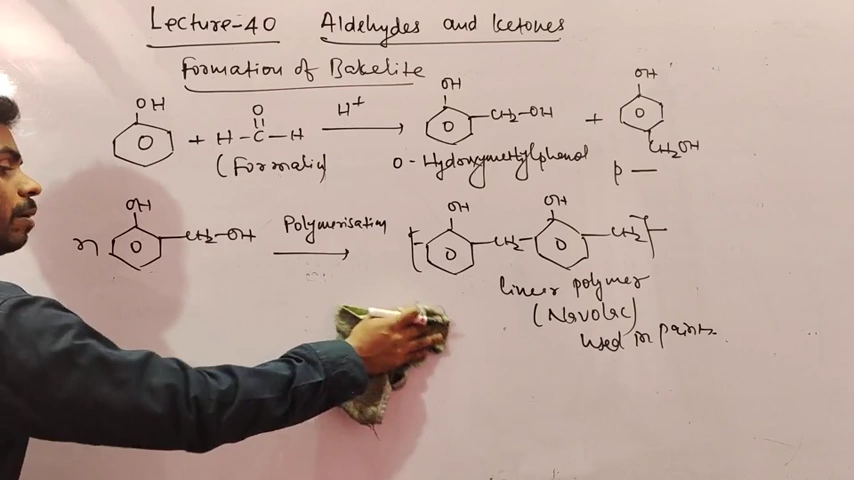 Lecture-40 Aldehydes and Ketones
Formation of Bakelite
OH + H-C-H H+ OH CH2-OH + OH CH2OH
O
(Formalin) O-Hydroxymethylphenol p —
n OH CH2-OH Polymerisation [ OH CH2 OH CH2 ]
linear polymer
(Novolac)
Used in paints.